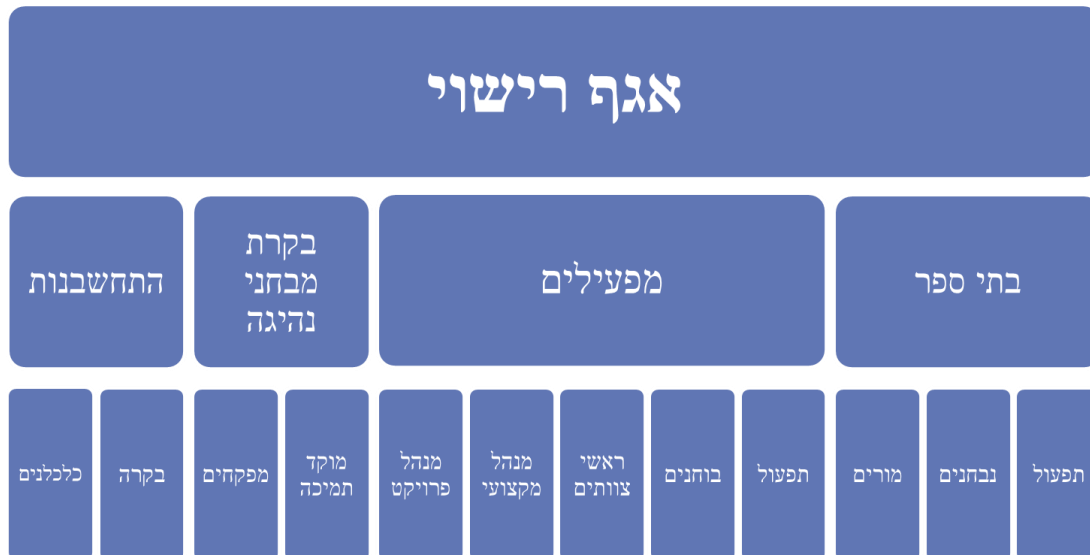 אגף רישוי
בתי ספר
מפעילים
בקרת
מבחני
נהיגה
התחשבנות
תפעול
נבחנים
מורים
תפעול
בוחנים
ראשי
צוותים
מנהל
מקצועי
מנהל
פרויקט
מוקד
תמיכה
מפקחים
בקרה
כלכלנים